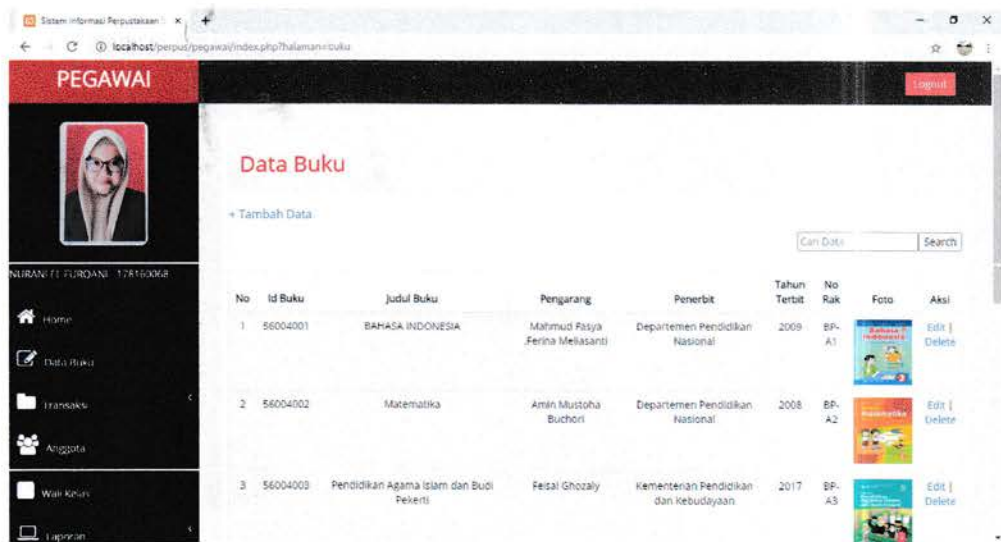 Sistem Informasi Perpustakaan
localhost/perpus/pegawai/index.php?halaman=buku
PEGAWAI
Logout
Data Buku
+ Tambah Data
Cari Data
Search
NURANI EL FURQANI 178160068
Home
Data Buku
Transaksi
Anggota
Wali Kelas
Laporan
No Id Buku Judul Buku Pengarang Penerbit Tahun Terbit No Rak Foto Aksi
1 56004001 BAHASA INDONESIA Mahmud Fasya ,Ferina Meliasanti Departemen Pendidikan Nasional 2009 BP-A1 Edit | Delete
2 56004002 Matematika Amin Mustoha Buchori Departemen Pendidikan Nasional 2008 BP-A2 Edit | Delete
3 56004003 Pendidikan Agama Islam dan Budi Pekerti Feisal Ghozaly Kementerian Pendidikan dan Kebudayaan 2017 BP-A3 Edit | Delete